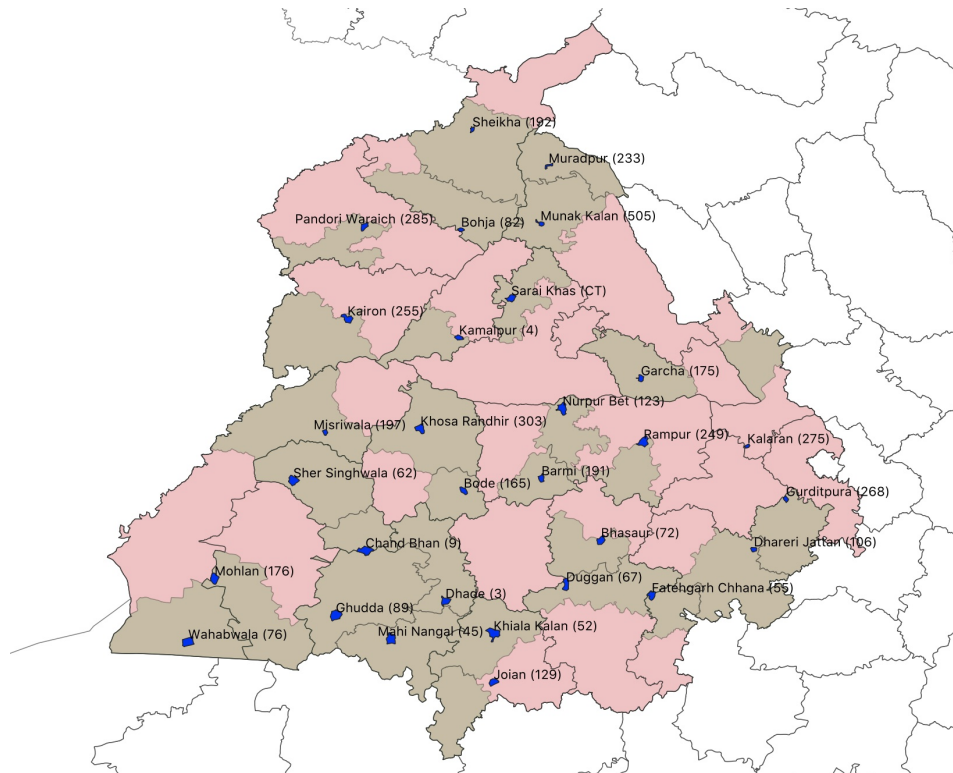 Sheikha (192)
Muradpur (233)
Pandori Waraich (285)
Bohja (82)
Munak Kalan (505)
Sarai Khas (CT)
Kairon (255)
Kamalpur (4)
Garcha (175)
Nurpur Bet (123)
Misriwala (197)
Khosa Randhir (303)
Rampur (249)
Kalaran (275)
Sher Singhwala (62)
Bode (165)
Barmi (191)
Gurditpura (268)
Chand Bhan (9)
Bhasaur (72)
Dhareri Jattan (106)
Mohlan (176)
Duggan (67)
Fatehgarh Chhana (55)
Ghudda (89)
Dhade (3)
Wahabwala (76)
Mahi Nangal (45)
Khiala Kalan (52)
Joian (129)